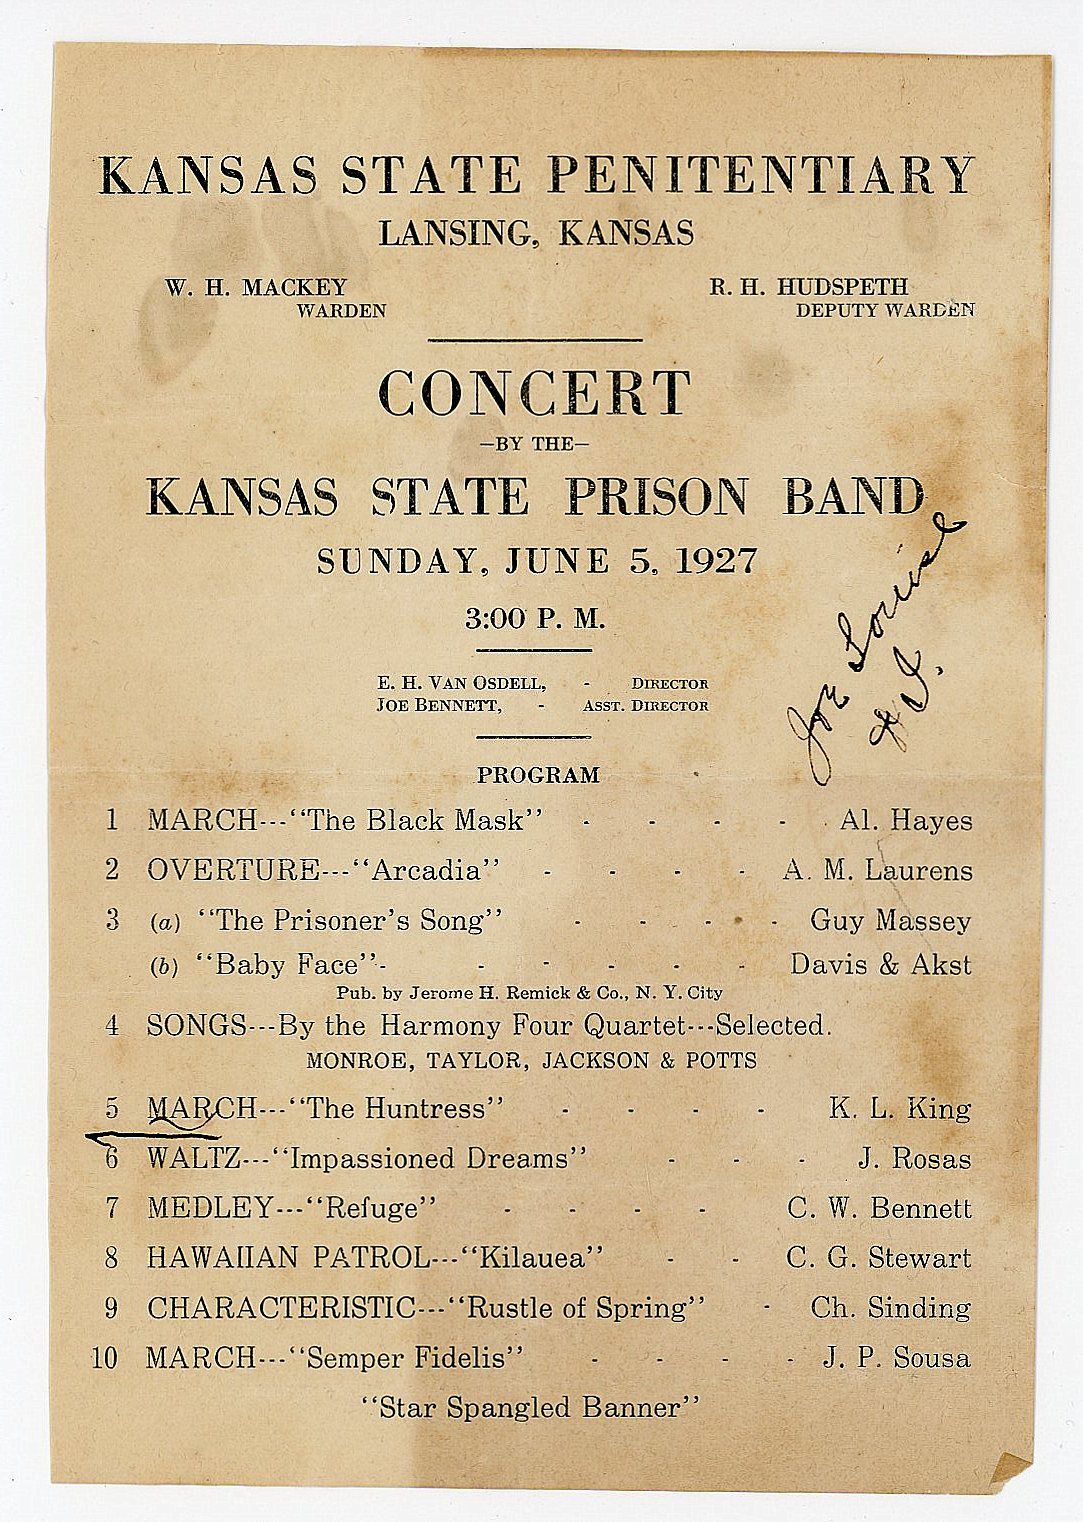 KANSAS STATE PENITENTIARY
LANSING, KANSAS
W. H. MACKEY
WARDEN
R. H. HUDSPETH
DEPUTY WARDEN
CONCERT
–BY THE–
KANSAS STATE PRISON BAND
SUNDAY, JUNE 5, 1927
3:00 P. M.
E. H. VAN OSDELL, - DIRECTOR
JOE BENNETT, - ASST. DIRECTOR
Joe Louise
PROGRAM
1 MARCH---“The Black Mask” - - - - Al. Hayes
2 OVERTURE---“Arcadia” - - - - A. M. Laurens
3 (a) “The Prisoner’s Song” - - - - Guy Massey
(b) “Baby Face”- - - - - - Davis & Akst
Pub. by Jerome H. Remick & Co., N. Y. City
4 SONGS---By the Harmony Four Quartet---Selected.
MONROE, TAYLOR, JACKSON & POTTS
5 MARCH---“The Huntress” - - - - K. L. King
6 WALTZ---“Impassioned Dreams” - - - J. Rosas
7 MEDLEY---“Refuge” - - - - C. W. Bennett
8 HAWAIIAN PATROL---“Kilauea” - - C. G. Stewart
9 CHARACTERISTIC---“Rustle of Spring” - Ch. Sinding
10 MARCH---“Semper Fidelis” - - - - J. P. Sousa
“Star Spangled Banner”